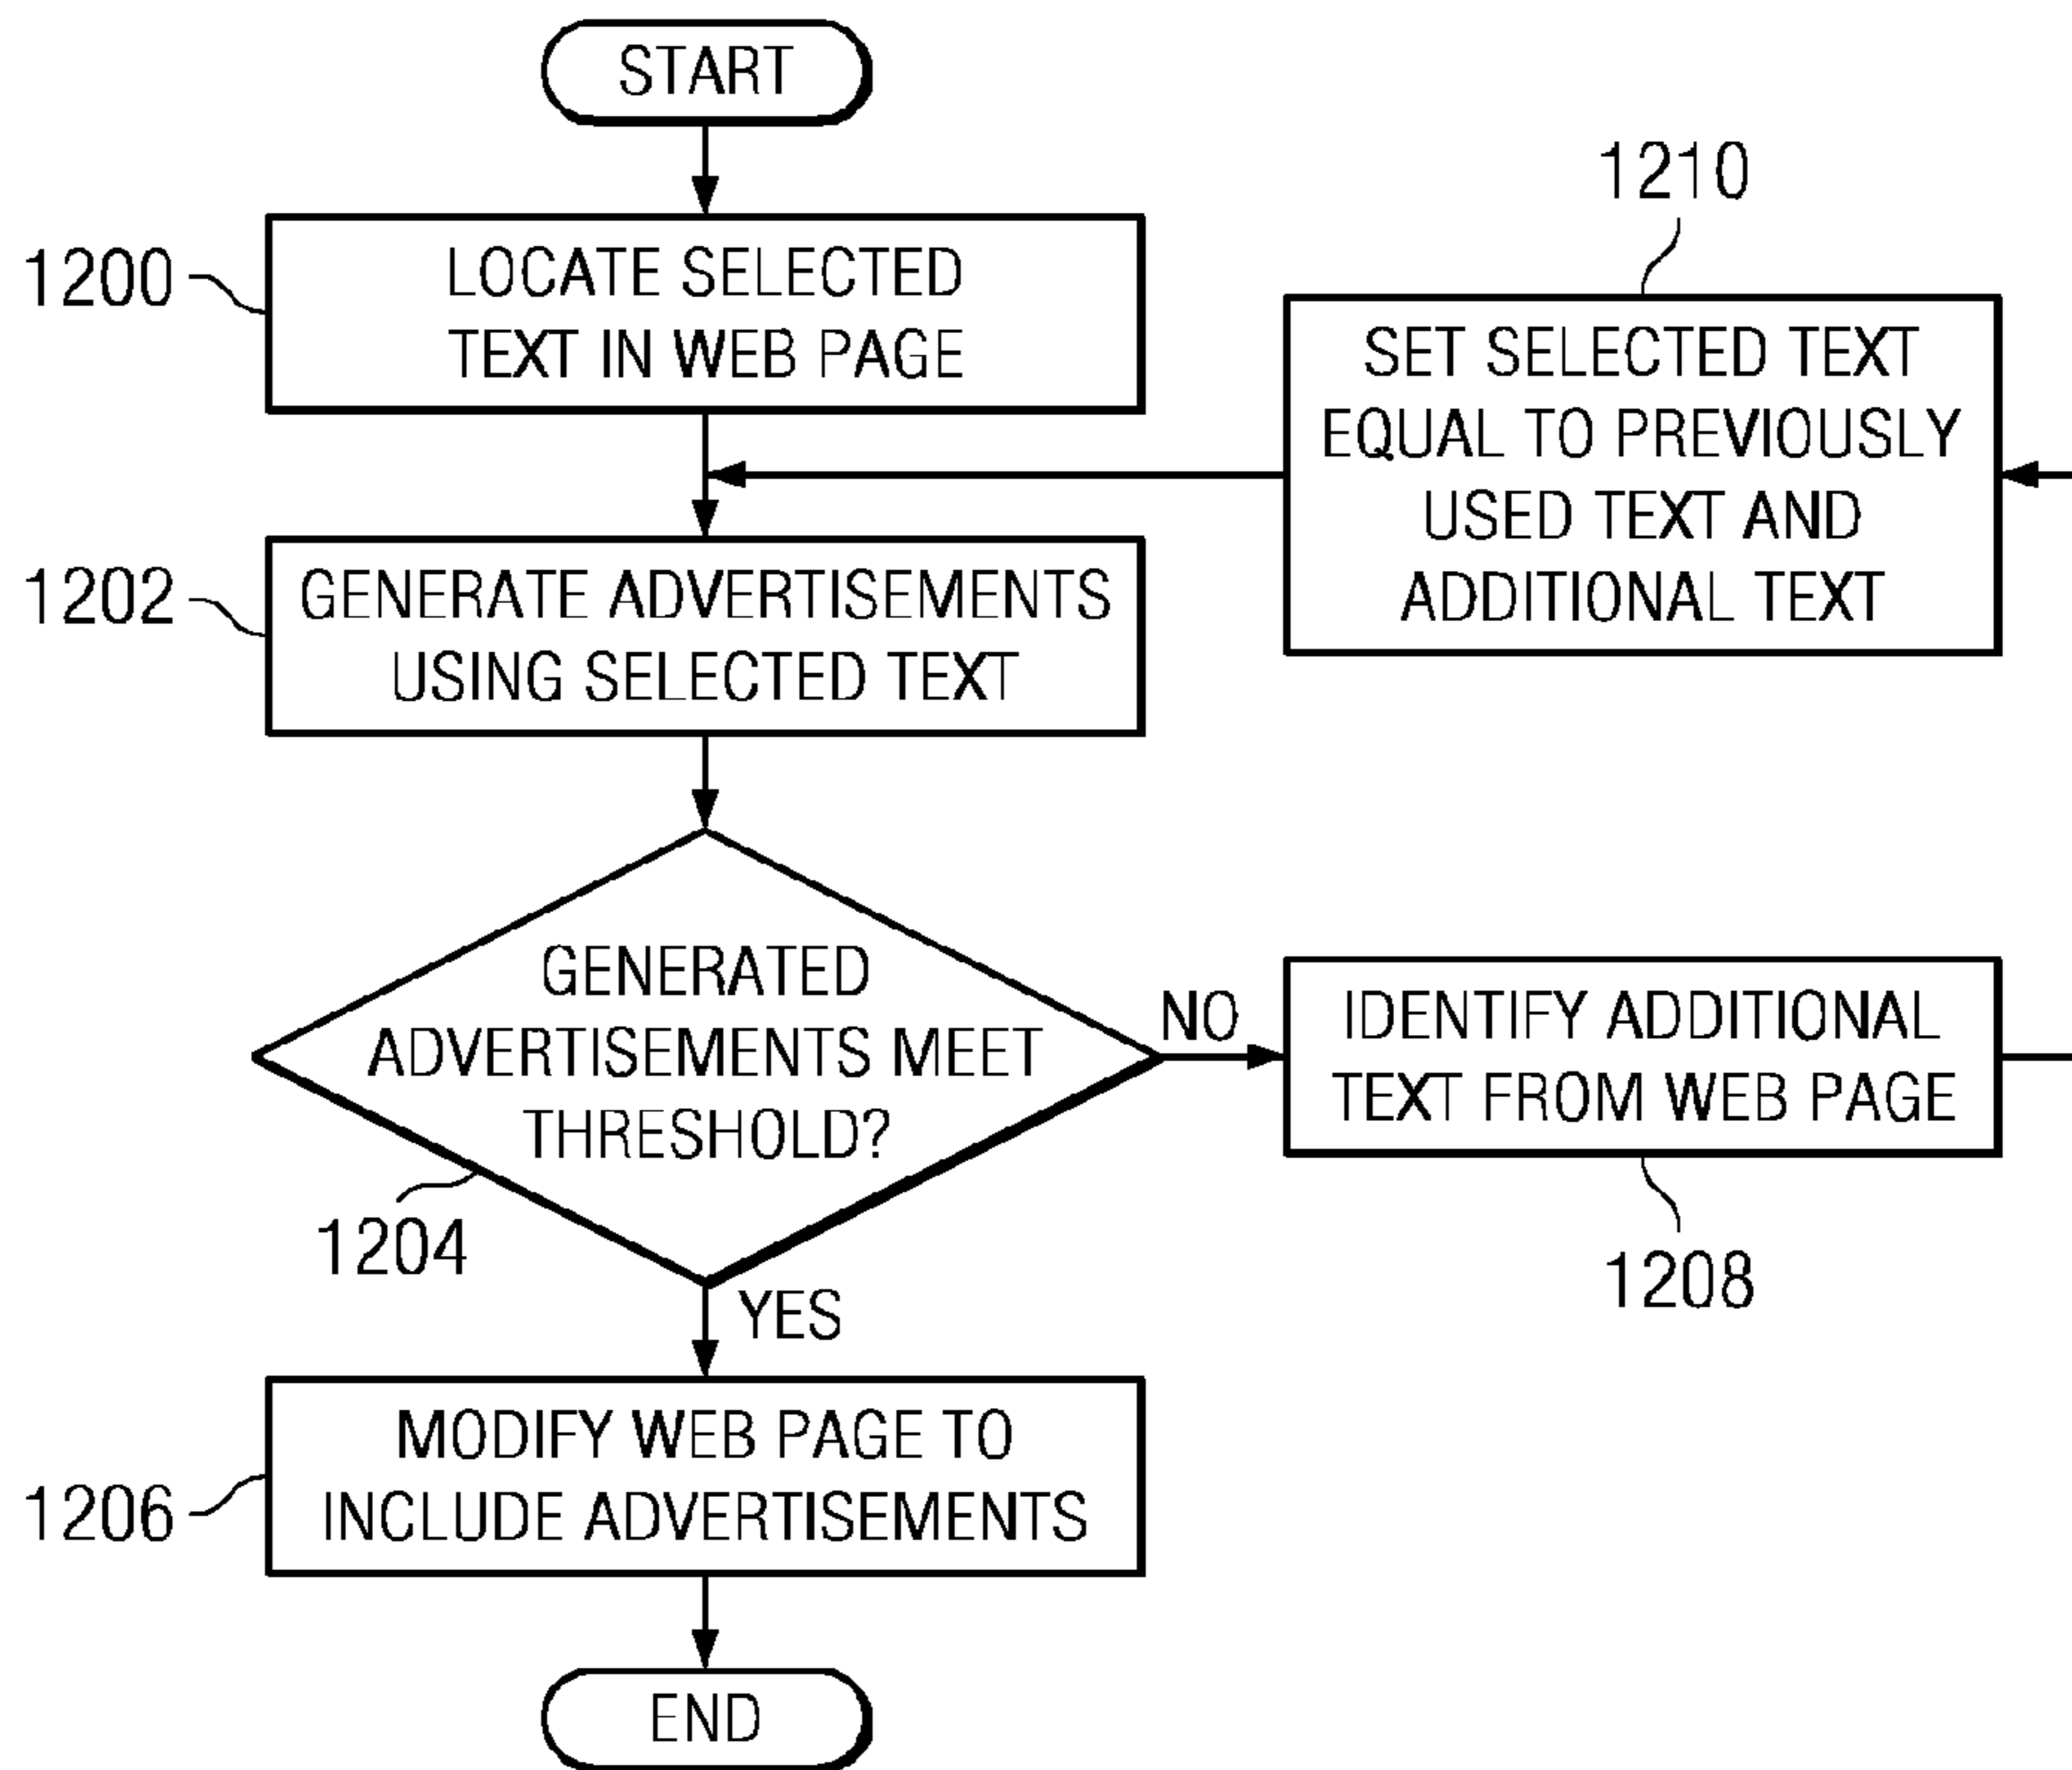 START
1200
LOCATE SELECTED
TEXT IN WEB PAGE
1210
SET SELECTED TEXT
EQUAL TO PREVIOUSLY
USED TEXT AND
ADDITIONAL TEXT
1202
GENERATE ADVERTISEMENTS
USING SELECTED TEXT
GENERATED
ADVERTISEMENTS MEET
THRESHOLD?
1204
NO
IDENTIFY ADDITIONAL
TEXT FROM WEB PAGE
1208
YES
1206
MODIFY WEB PAGE TO
INCLUDE ADVERTISEMENTS
END